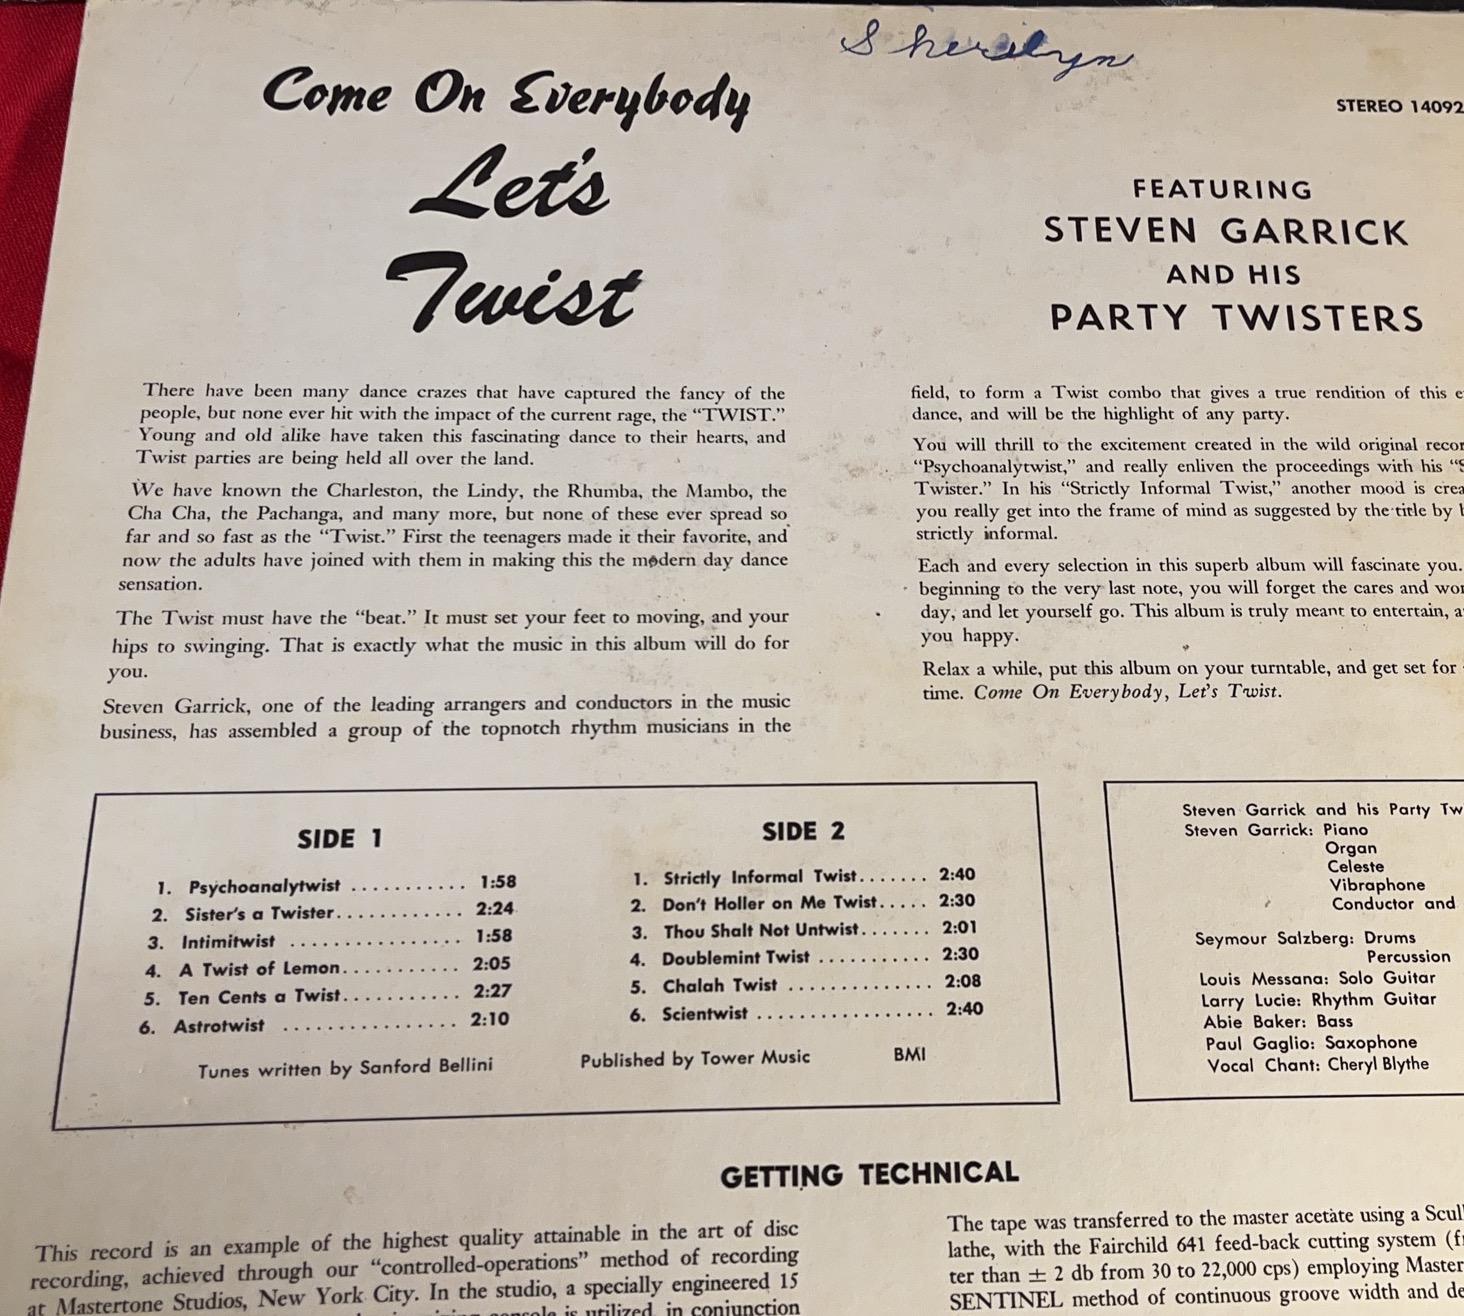 Sherilyn
Come On Everybody
Let's
Twist
STEREO 14092
FEATURING
STEVEN GARRICK
AND HIS
PARTY TWISTERS
There have been many dance crazes that have captured the fancy of the
people, but none ever hit with the impact of the current rage, the “TWIST.”
Young and old alike have taken this fascinating dance to their hearts, and
Twist parties are being held all over the land.
We have known the Charleston, the Lindy, the Rhumba, the Mambo, the
Cha Cha, the Pachanga, and many more, but none of these ever spread so
far and so fast as the “Twist.” First the teenagers made it their favorite, and
now the adults have joined with them in making this the modern day dance
sensation.
The Twist must have the “beat.” It must set your feet to moving, and your
hips to swinging. That is exactly what the music in this album will do for
you.
Steven Garrick, one of the leading arrangers and conductors in the music
business, has assembled a group of the topnotch rhythm musicians in the
field, to form a Twist combo that gives a true rendition of this
dance, and will be the highlight of any party.
You will thrill to the excitement created in the wild original
“Psychoanalytwist,” and really enliven the proceedings with his
Twister.” In his “Strictly Informal Twist,” another mood is
you really get into the frame of mind as suggested by the title by
strictly informal.
Each and every selection in this superb album will fascinate you.
beginning to the very last note, you will forget the cares and
day, and let yourself go. This album is truly meant to entertain,
you happy.
Relax a while, put this album on your turntable, and get set for
time. Come On Everybody, Let's Twist.
SIDE 1
1. Psychoanalytwist ........... 1:58
2. Sister's a Twister............ 2:24
3. Intimitwist ................ 1:58
4. A Twist of Lemon........... 2:05
5. Ten Cents a Twist........... 2:27
6. Astrotwist ................ 2:10
SIDE 2
1. Strictly Informal Twist....... 2:40
2. Don't Holler on Me Twist..... 2:30
3. Thou Shalt Not Untwist....... 2:01
4. Doublemint Twist ........... 2:30
5. Chalah Twist .............. 2:08
6. Scientwist ................. 2:40
Tunes written by Sanford Bellini Published by Tower Music BMI
Steven Garrick and his Party
Steven Garrick: Piano
Organ
Celeste
Vibraphone
Conductor and
Seymour Salzberg: Drums
Percussion
Louis Messana: Solo Guitar
Larry Lucie: Rhythm Guitar
Abie Baker: Bass
Paul Gaglio: Saxophone
Vocal Chant: Cheryl Blythe
GETTING TECHNICAL
This record is an example of the highest quality attainable in the art of disc
recording, achieved through our “controlled-operations” method of recording
at Mastertone Studios, New York City. In the studio, a specially engineered 15
is utilized, in conjunction
The tape was transferred to the master acetate using a
lathe, with the Fairchild 641 feed-back cutting system
ter than ± 2 db from 30 to 22,000 cps) employing
SENTINEL method of continuous groove width and